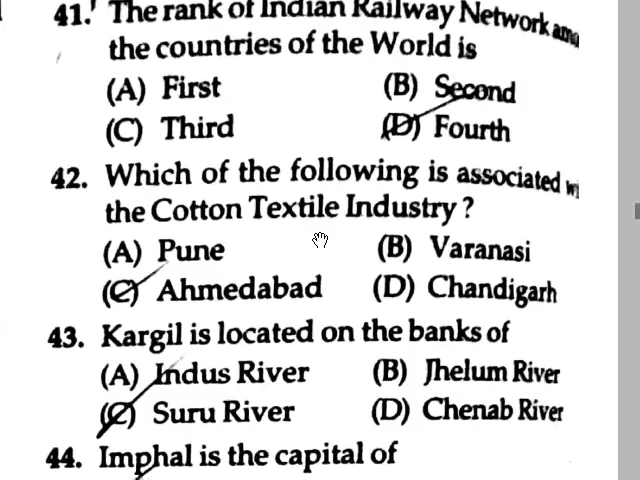 41. The rank of Indian Railway Network
the countries of the World is
(A) First (B) Second
(C) Third (D) Fourth
42. Which of the following is associated
the Cotton Textile Industry ?
(A) Pune (B) Varanasi
(C) Ahmedabad (D) Chandigarh
43. Kargil is located on the banks of
(A) Indus River (B) Jhelum River
(C) Suru River (D) Chenab River
44. Imphal is the capital of